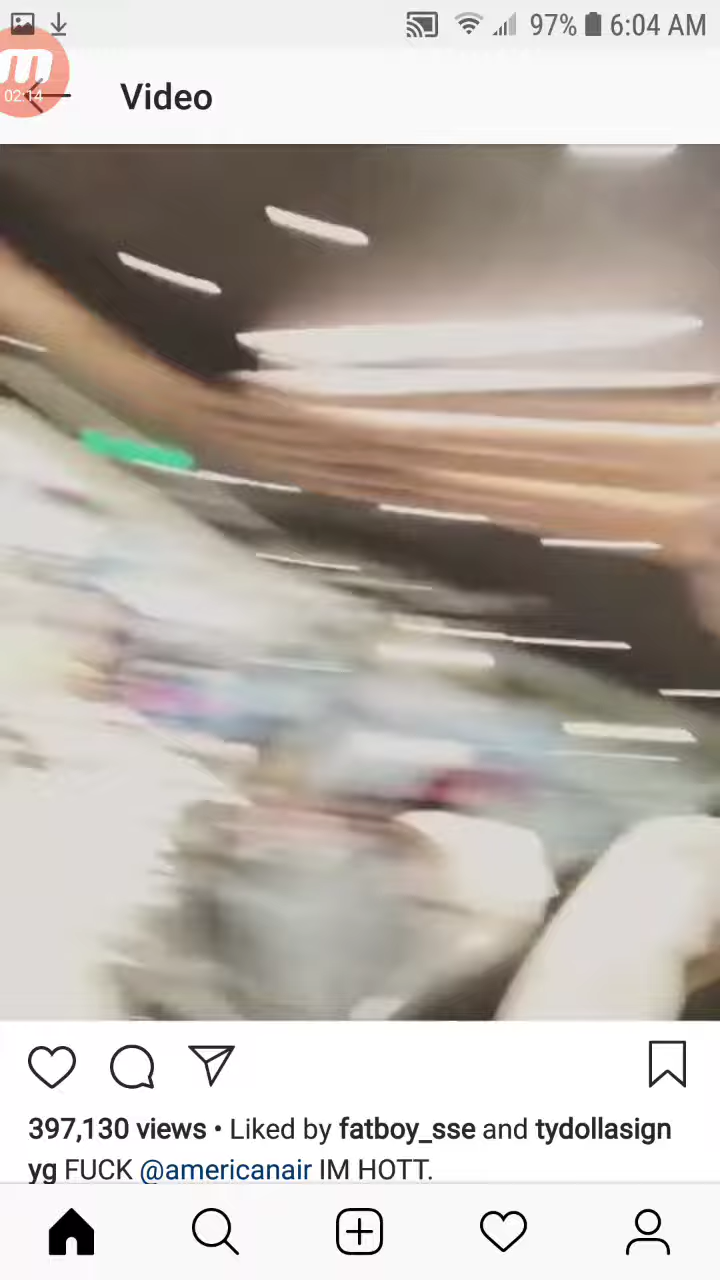 97% 6:04 AM
m
02:14
Video
397,130 views • Liked by fatboy_sse and tydollasign
yg FUCK @americanair IM HOTT.